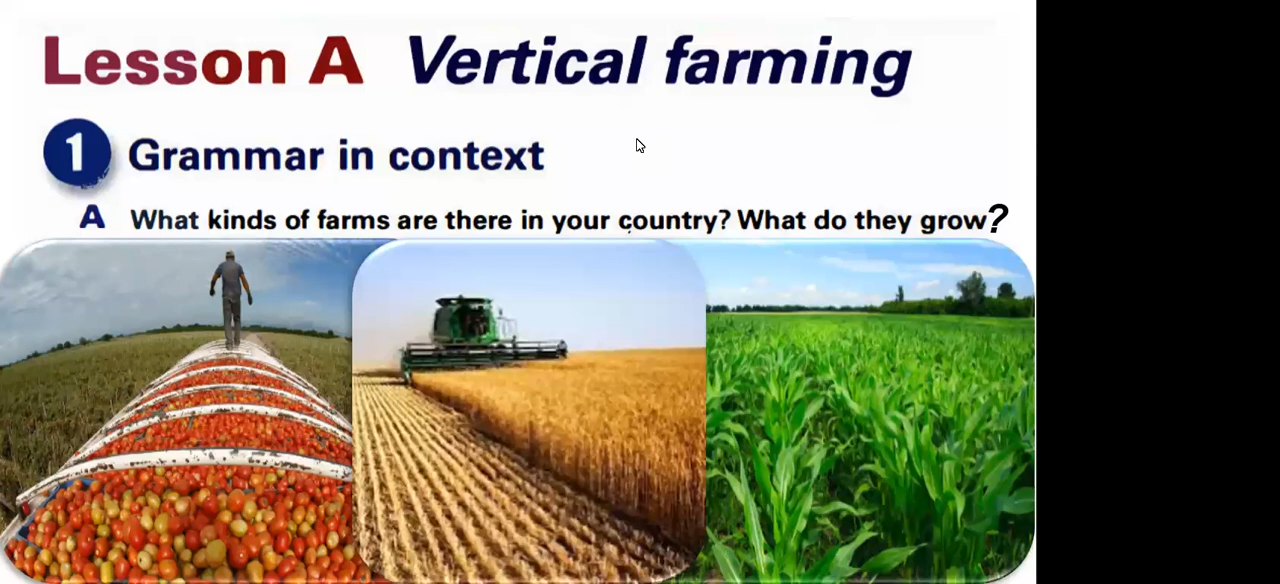 Lesson A Vertical farming
1 Grammar in context
A What kinds of farms are there in your country? What do they grow?